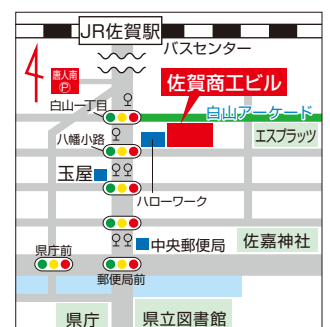 JR佐賀駅
バスセンター
唐人南
P
佐賀商工ビル
白山一丁目
白山アーケード
八幡小路
エスプラッツ
玉屋
ハローワーク
中央郵便局
佐嘉神社
県庁前
郵便局前
県庁
県立図書館